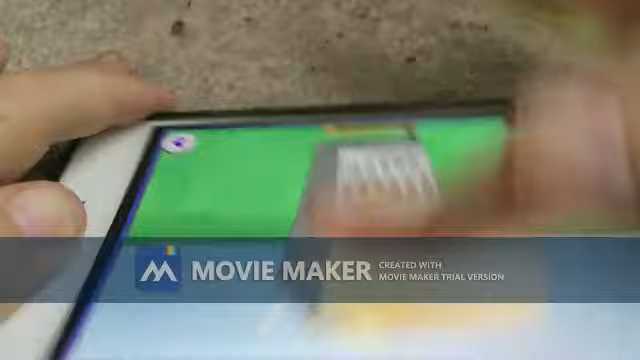 MOVIE MAKER
CREATED WITH
MOVIE MAKER TRIAL VERSION